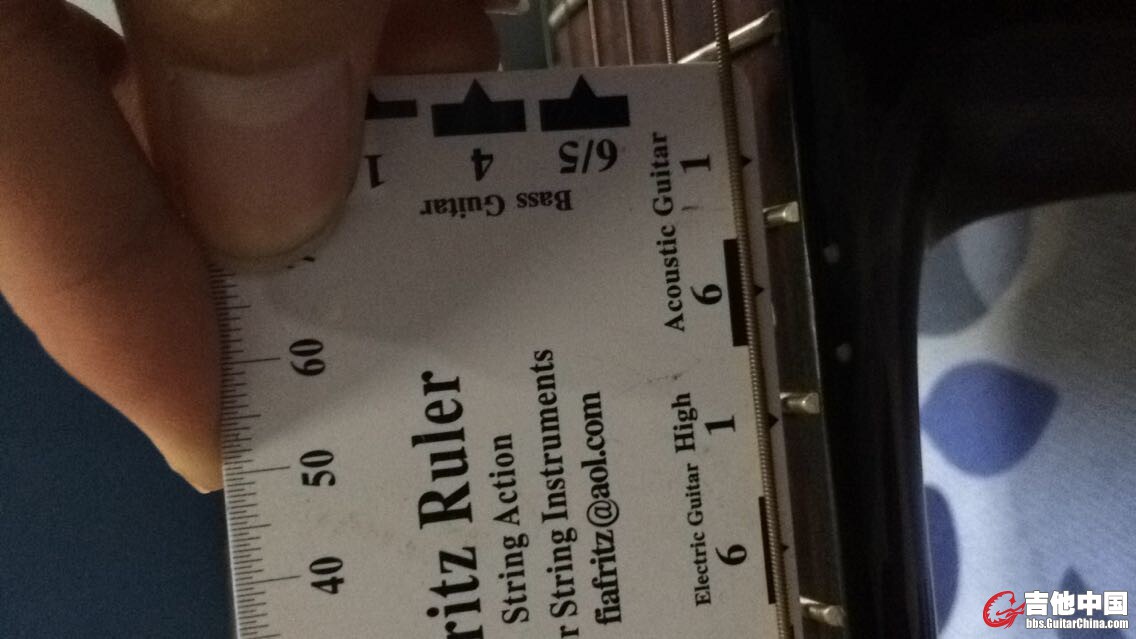 1 4 6/5
Bass Guitar
60
50
40
ritz Ruler
String Action
r String Instruments
fiafritz@aol.com
Acoustic Guitar
6 1
Electric Guitar High
6 1
吉他中国
bbs.GuitarChina.com